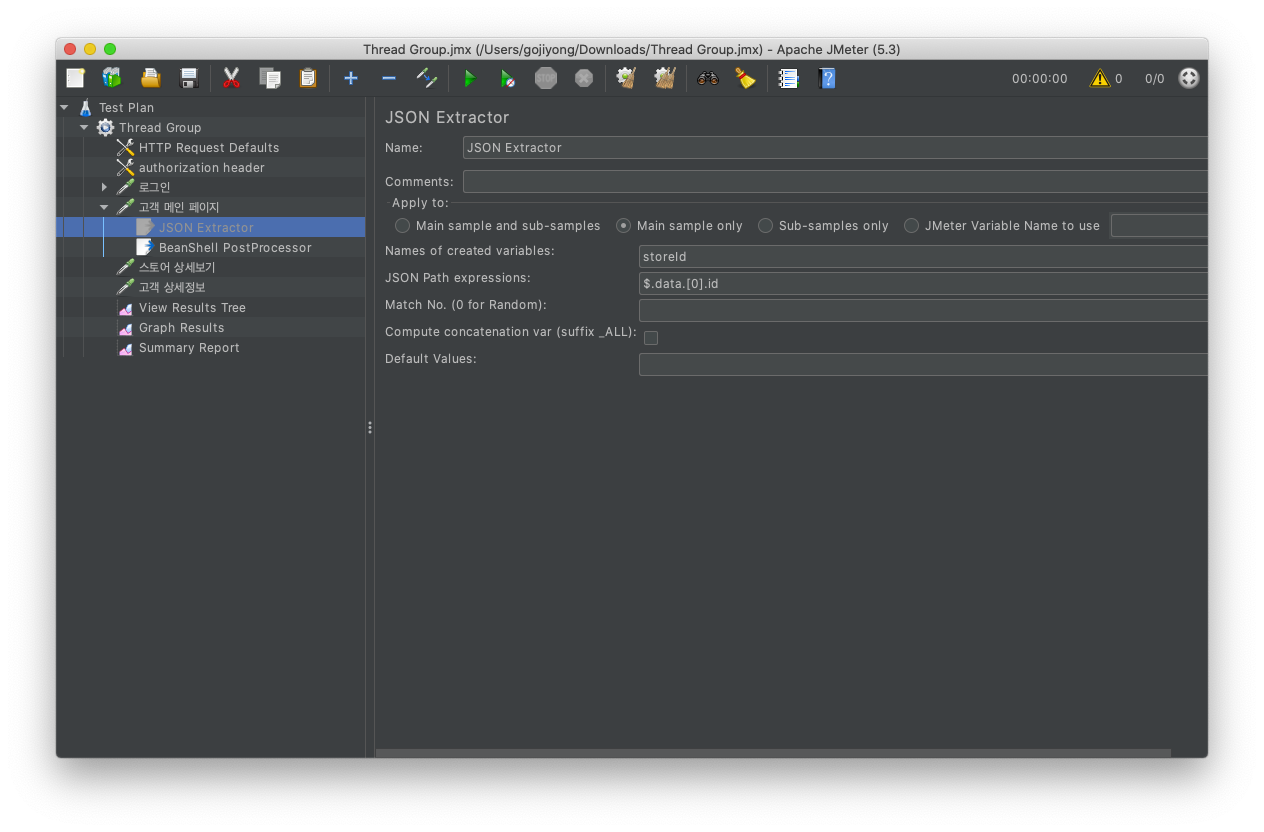 Thread Group.jmx (/Users/gojiyong/Downloads/Thread Group.jmx) - Apache JMeter (5.3)
STOP
00:00:00
0
0/0
?
Test Plan
Thread Group
HTTP Request Defaults
authorization header
로그인
고객 메인 페이지
JSON Extractor
BeanShell PostProcessor
스토어 상세보기
고객 상세정보
View Results Tree
Graph Results
Summary Report
JSON Extractor
Name: JSON Extractor
Comments:
Apply to:
Main sample and sub-samples Main sample only Sub-samples only JMeter Variable Name to use
Names of created variables: storeId
JSON Path expressions: $.data.[0].id
Match No. (0 for Random):
Compute concatenation var (suffix _ALL):
Default Values: